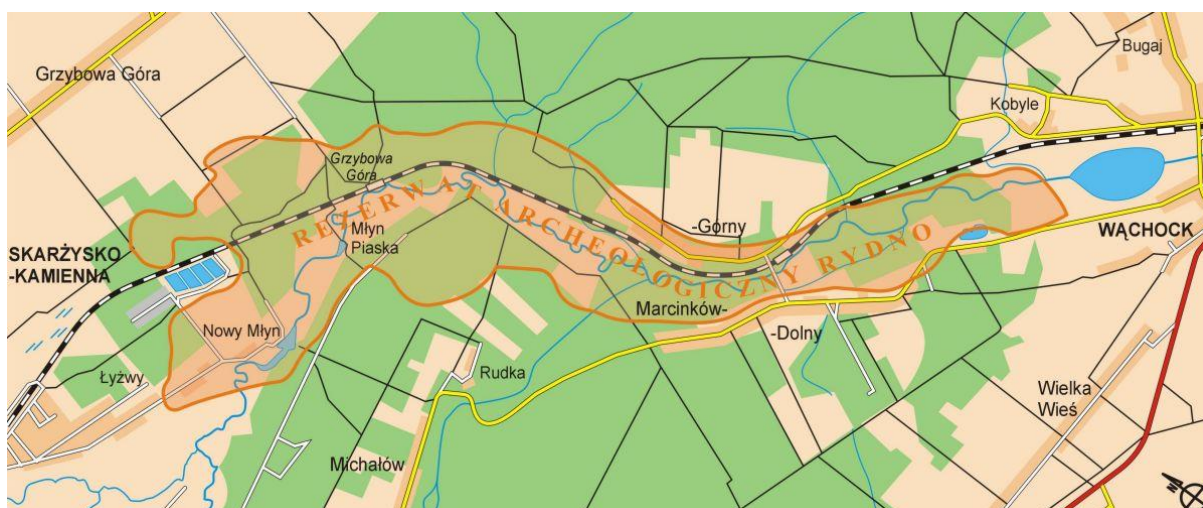 Grzybowa Góra
Bugaj
Kobyle
Grzybowa
Góra
REZERWAT ARCHEOLOGICZNY RYDNO
Młyn
Piaska
-Górny
WĄCHOCK
SKARŻYSKO
-KAMIENNA
Marcinków-
-Dolny
Nowy Młyn
Łyżwy
Rudka
Wielka
Wieś
Michałów
N